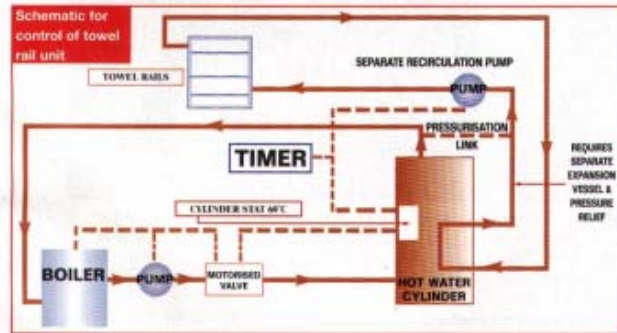 Schematic for
control of towel
rail unit
TOWEL RAILS
SEPARATE RECIRCULATION PUMP
PUMP
PRESSURISATION
LINK
TIMER
REQUIRES
SEPARATE
EXPANSION
VESSEL &
PRESSURE
RELIEF
CYLINDER STAT 60°C
BOILER
PUMP
MOTORISED
VALVE
HOT WATER
CYLINDER